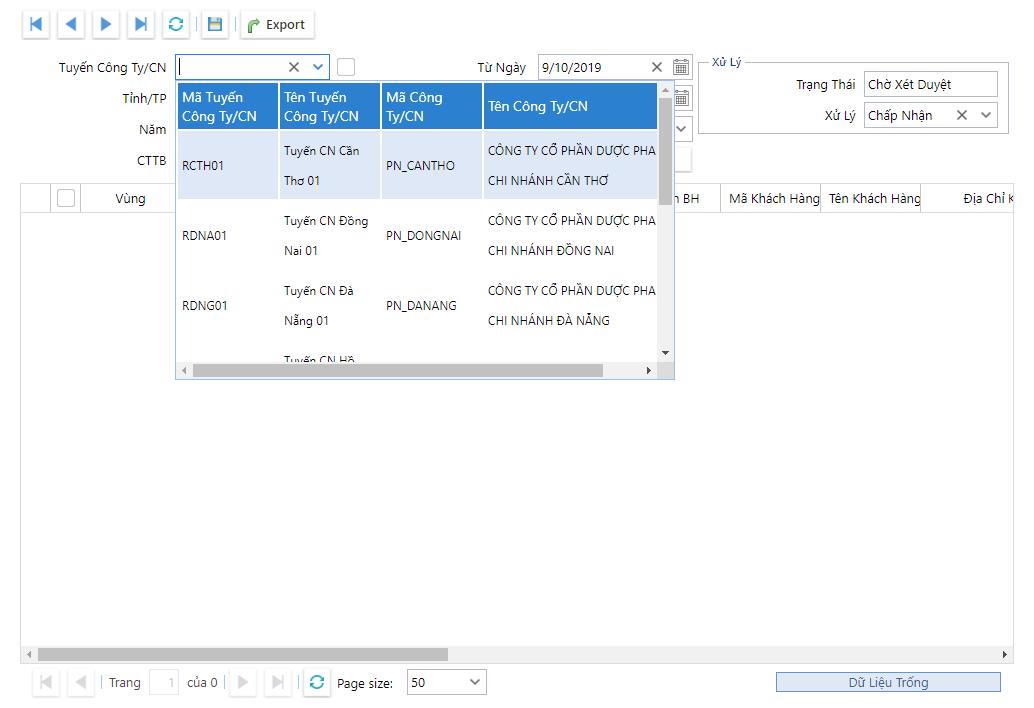 Export
Tuyến Công Ty/CN
Từ Ngày
9/10/2019
Xử Lý
Trạng Thái
Chờ Xét Duyệt
Xử Lý
Chấp Nhận
Tỉnh/TP
Năm
CTTB
Mã Tuyến Công Ty/CN
Tên Tuyến Công Ty/CN
Mã Công Ty/CN
Tên Công Ty/CN
RCTH01
Tuyến CN Cần
Thơ 01
PN_CANTHO
CÔNG TY CỔ PHẦN DƯỢC PHA
CHI NHÁNH CẦN THƠ
RDNA01
Tuyến CN Đồng
Nai 01
PN_DONGNAI
CÔNG TY CỔ PHẦN DƯỢC PHA
CHI NHÁNH ĐỒNG NAI
RDNG01
Tuyến CN Đà
Nẵng 01
PN_DANANG
CÔNG TY CỔ PHẦN DƯỢC PHA
CHI NHÁNH ĐÀ NẴNG
Tuyến CN Hồ
Vùng
BH
Mã Khách Hàng
Tên Khách Hàng
Địa Chỉ K
Trang 1 của 0
Page size: 50
Dữ Liệu Trống